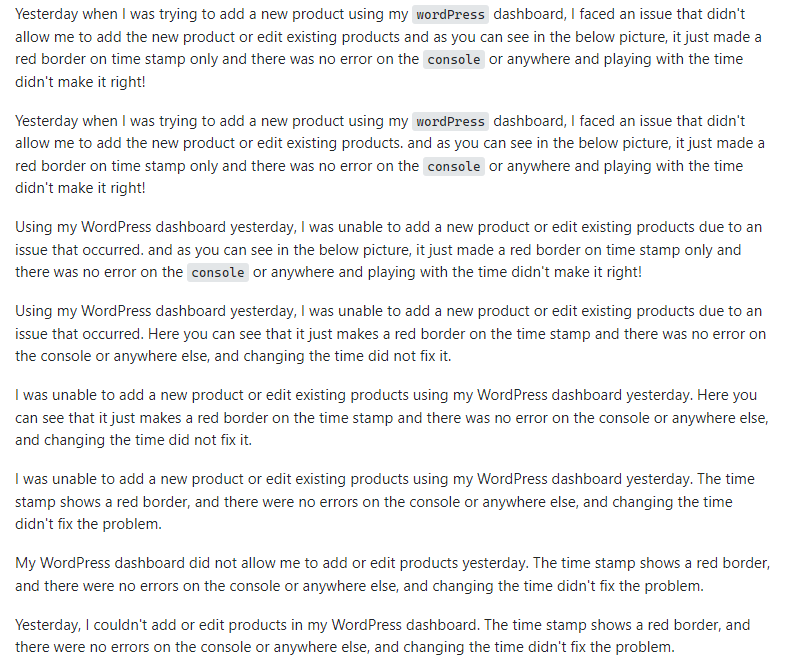 Yesterday when I was trying to add a new product using my wordPress dashboard, I faced an issue that didn't
allow me to add the new product or edit existing products and as you can see in the below picture, it just made a
red border on time stamp only and there was no error on the console or anywhere and playing with the time
didn't make it right!
Yesterday when I was trying to add a new product using my wordPress dashboard, I faced an issue that didn't
allow me to add the new product or edit existing products. and as you can see in the below picture, it just made a
red border on time stamp only and there was no error on the console or anywhere and playing with the time
didn't make it right!
Using my WordPress dashboard yesterday, I was unable to add a new product or edit existing products due to an
issue that occurred. and as you can see in the below picture, it just made a red border on time stamp only and
there was no error on the console or anywhere and playing with the time didn't make it right!
Using my WordPress dashboard yesterday, I was unable to add a new product or edit existing products due to an
issue that occurred. Here you can see that it just makes a red border on the time stamp and there was no error on
the console or anywhere else, and changing the time did not fix it.
I was unable to add a new product or edit existing products using my WordPress dashboard yesterday. Here you
can see that it just makes a red border on the time stamp and there was no error on the console or anywhere else,
and changing the time did not fix it.
I was unable to add a new product or edit existing products using my WordPress dashboard yesterday. The time
stamp shows a red border, and there were no errors on the console or anywhere else, and changing the time
didn't fix the problem.
My WordPress dashboard did not allow me to add or edit products yesterday. The time stamp shows a red border,
and there were no errors on the console or anywhere else, and changing the time didn't fix the problem.
Yesterday, I couldn't add or edit products in my WordPress dashboard. The time stamp shows a red border, and
there were no errors on the console or anywhere else, and changing the time didn't fix the problem.